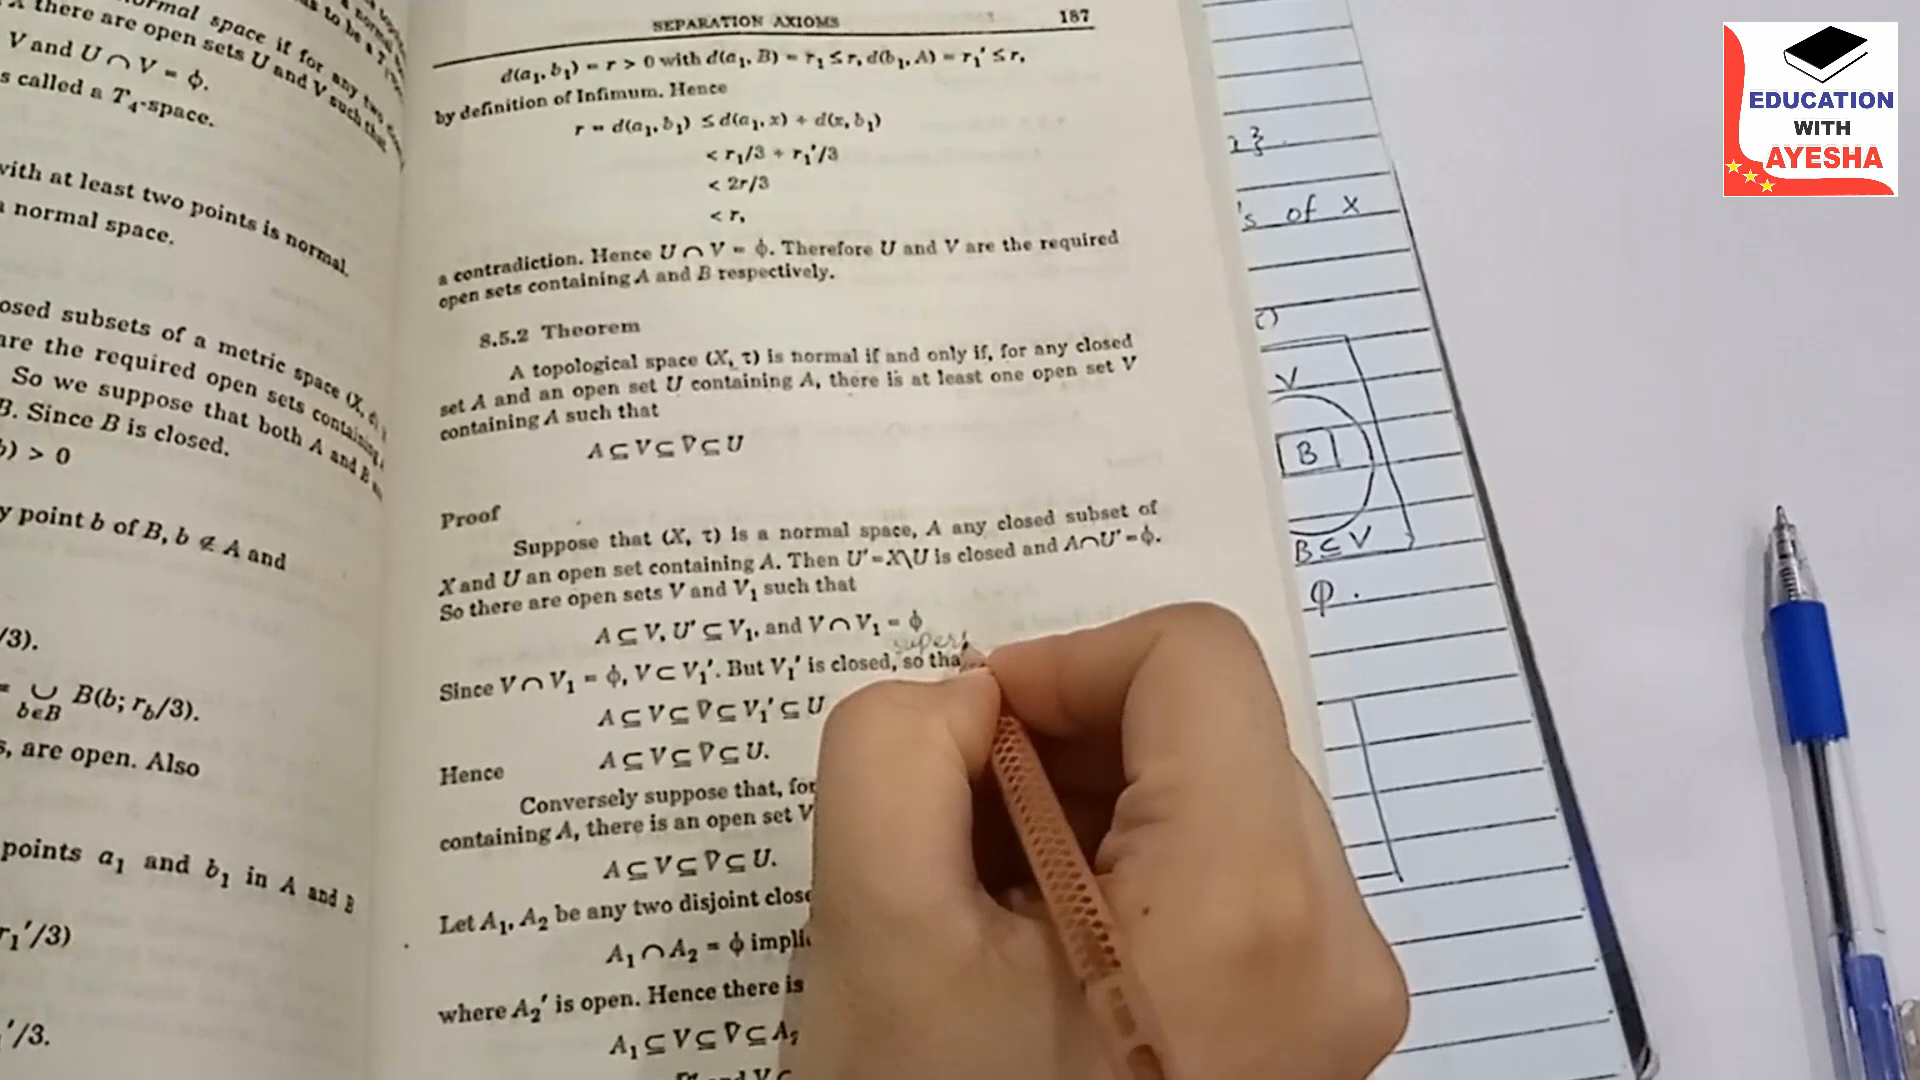 rmal space if for any two
there are open sets U and V such that
V and U ∩ V = ϕ.
s called a T₄-space.
with at least two points is normal.
normal space.
osed subsets of a metric space (X, d)
are the required open sets containing
So we suppose that both A and B
B. Since B is closed.
b) > 0
y point b of B, b ∉ A and
/3).
= ∪ B(b; r_b/3).
b∈B
s, are open. Also
points a₁ and b₁ in A and B
r₁′/3)
′/3.
SEPARATION AXIOMS 187
d(a₁, b₁) = r > 0 with d(a₁, B) = r₁ ≤ r, d(b₁, A) = r₁′ ≤ r,
by definition of Infimum. Hence
r = d(a₁, b₁) ≤ d(a₁, x) + d(x, b₁)
< r₁/3 + r₁′/3
< 2r/3
< r,
a contradiction. Hence U ∩ V = ϕ. Therefore U and V are the required
open sets containing A and B respectively.
8.5.2 Theorem
A topological space (X, τ) is normal if and only if, for any closed
set A and an open set U containing A, there is at least one open set V
containing A such that
A ⊆ V ⊆ V̄ ⊆ U
Proof
Suppose that (X, τ) is a normal space, A any closed subset of
X and U an open set containing A. Then U′ = X\U is closed and A∩U′ = ϕ.
So there are open sets V and V₁ such that
A ⊆ V, U′ ⊆ V₁, and V ∩ V₁ = ϕ
supers
Since V ∩ V₁ = ϕ, V ⊂ V₁′. But V₁′ is closed, so tha
A ⊆ V ⊆ V̄ ⊆ V₁′ ⊆ U
Hence A ⊆ V ⊆ V̄ ⊆ U.
Conversely suppose that, for
containing A, there is an open set V
A ⊆ V ⊆ V̄ ⊆ U.
Let A₁, A₂ be any two disjoint close
A₁ ∩ A₂ = ϕ impli
where A₂′ is open. Hence there is
A₁ ⊆ V ⊆ V̄ ⊆ A₂
's of x
V
B
B ⊆ V
φ.
EDUCATION
WITH
AYESHA